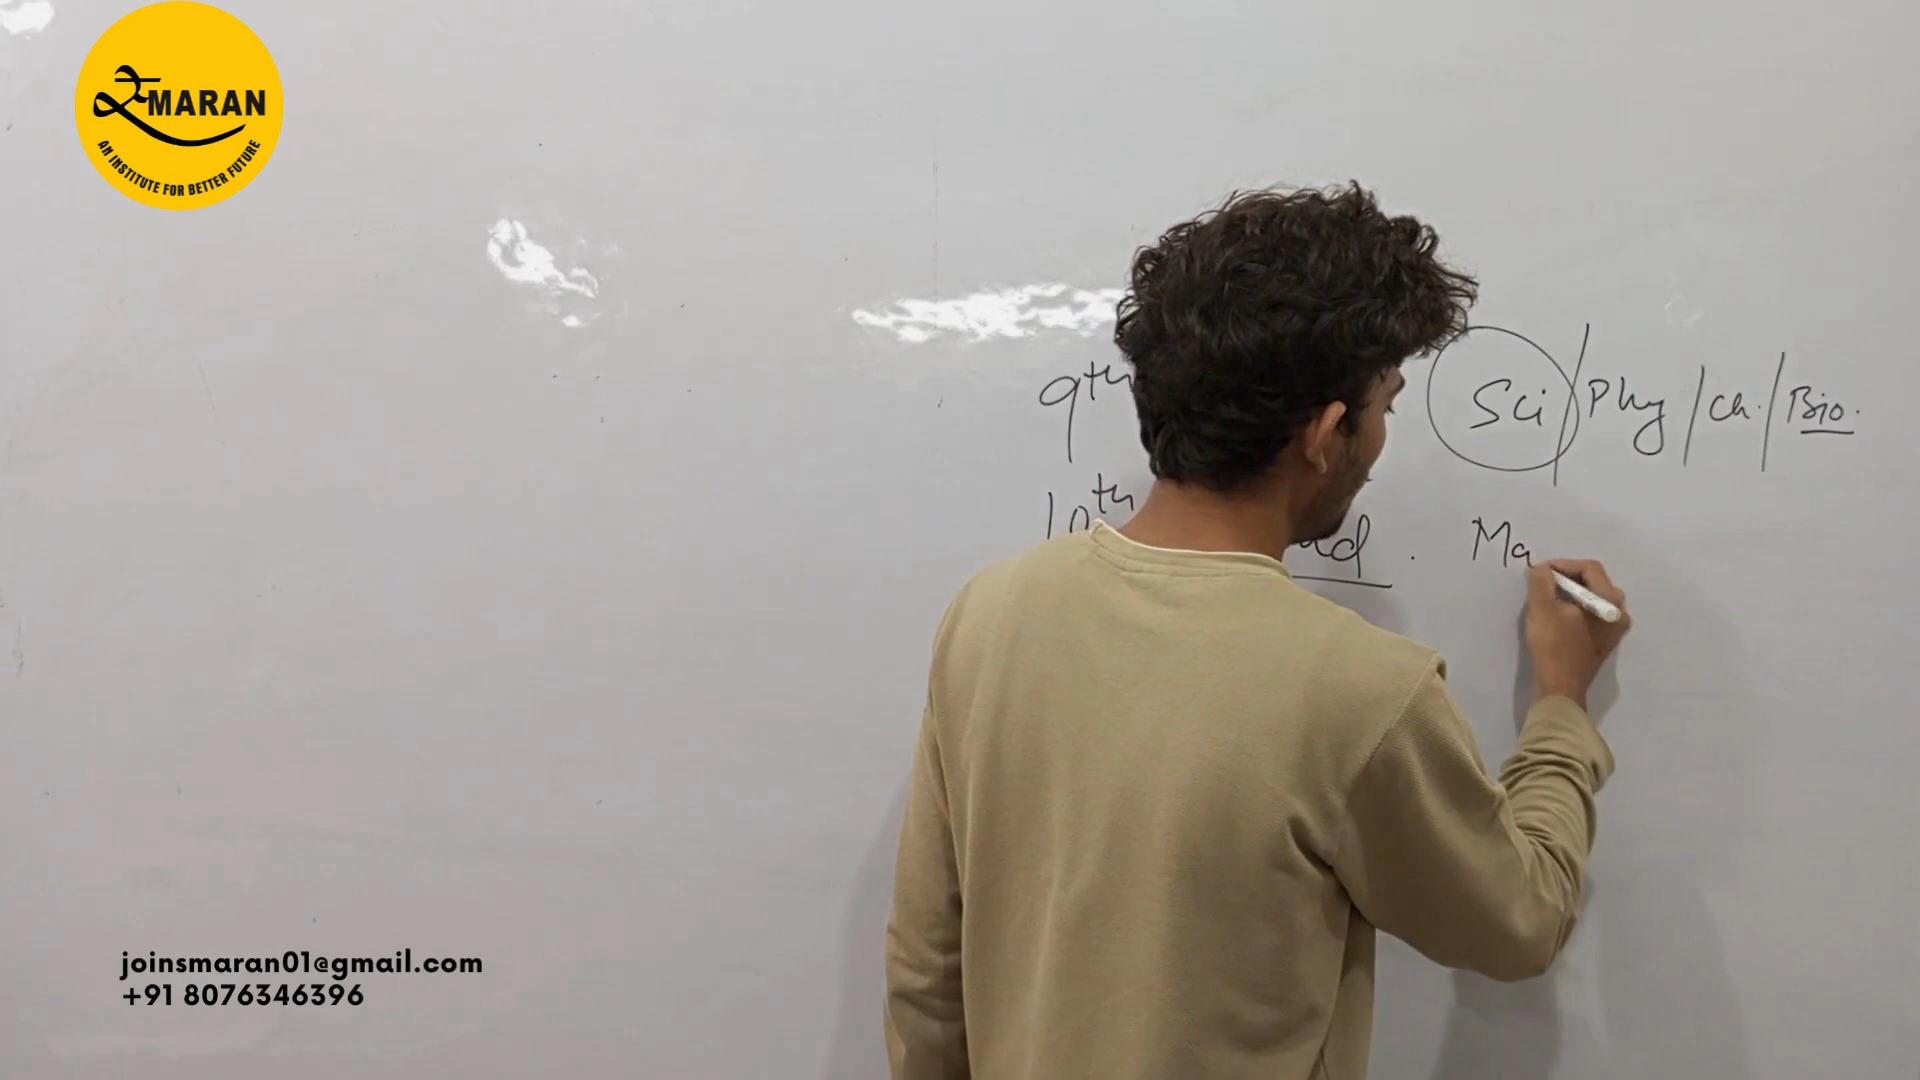 स्MARAN
AN INSTITUTE FOR BETTER FUTURE
9th Sci / Phy / Ch. / Bio.
10th . Ma
joinsmaran01@gmail.com
+91 8076346396